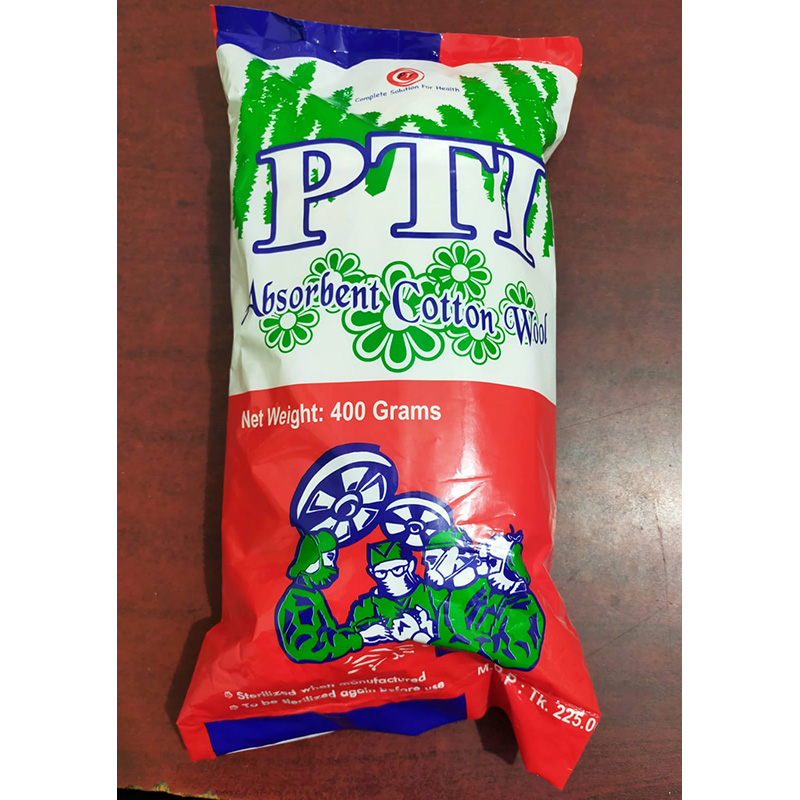 Complete Solution For Health
PTI
Absorbent Cotton Wool
Net Weight: 400 Grams
Sterilized when manufactured
To be sterilized again before use
M.R.P: Tk. 225.0